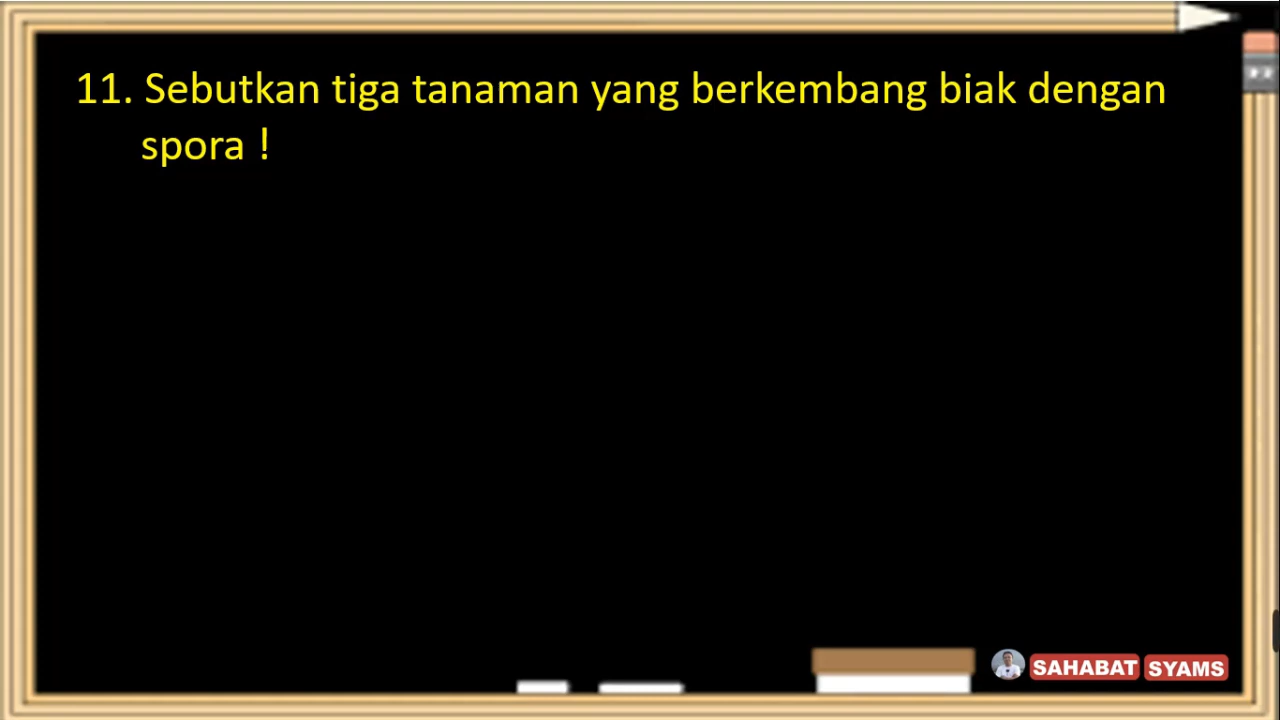 11. Sebutkan tiga tanaman yang berkembang biak dengan
spora !
SAHABAT SYAMS